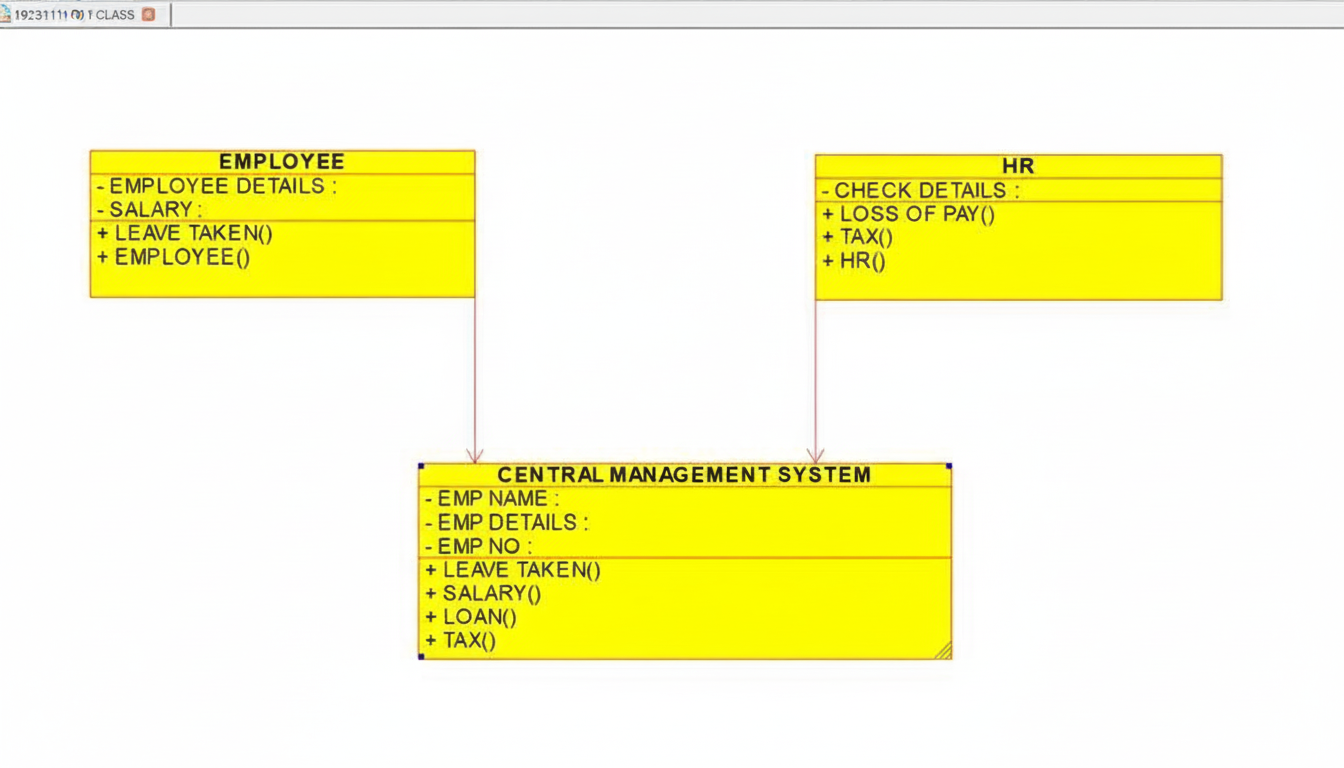 CLASS
EMPLOYEE
- EMPLOYEE DETAILS :
- SALARY :
+ LEAVE TAKEN()
+ EMPLOYEE()
HR
- CHECK DETAILS :
+ LOSS OF PAY()
+ TAX()
+ HR()
CENTRAL MANAGEMENT SYSTEM
- EMP NAME :
- EMP DETAILS :
- EMP NO :
+ LEAVE TAKEN()
+ SALARY()
+ LOAN()
+ TAX()